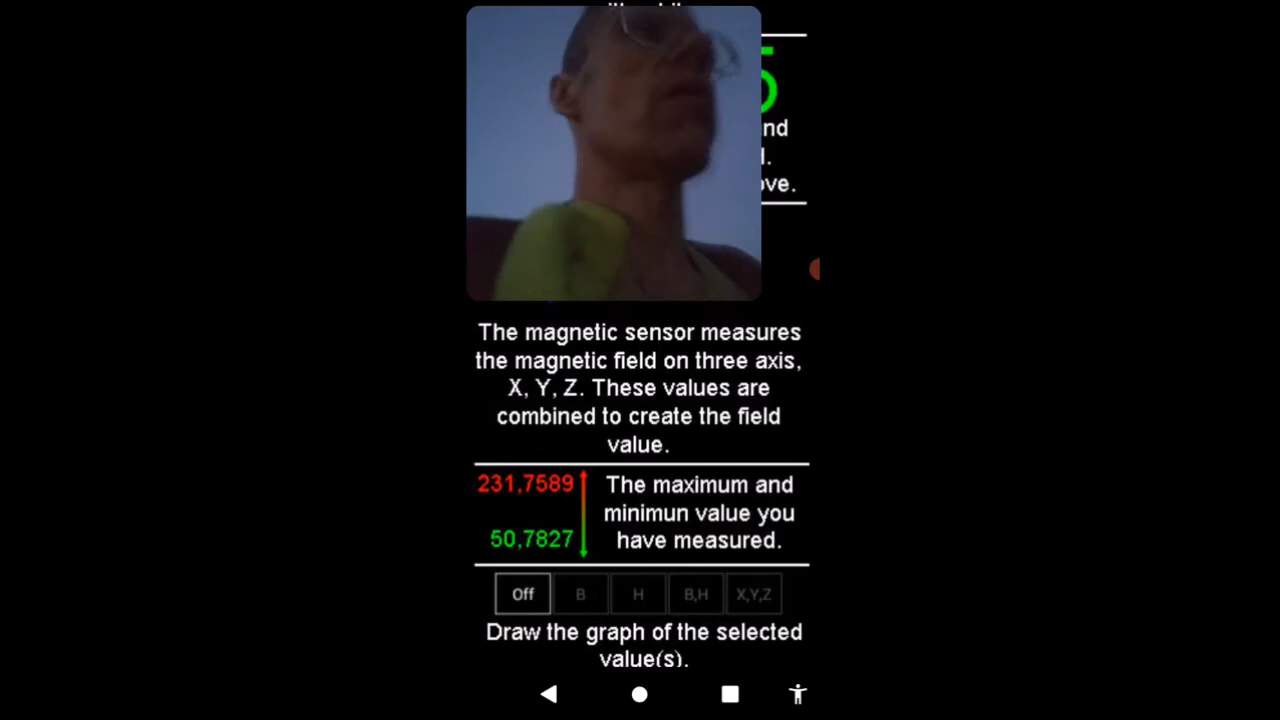 5
nd
ove.
The magnetic sensor measures
the magnetic field on three axis,
X, Y, Z. These values are
combined to create the field
value.
231,7589
The maximum and
minimun value you
50,7827
have measured.
Off B H B,H X,Y,Z
Draw the graph of the selected
value(s).